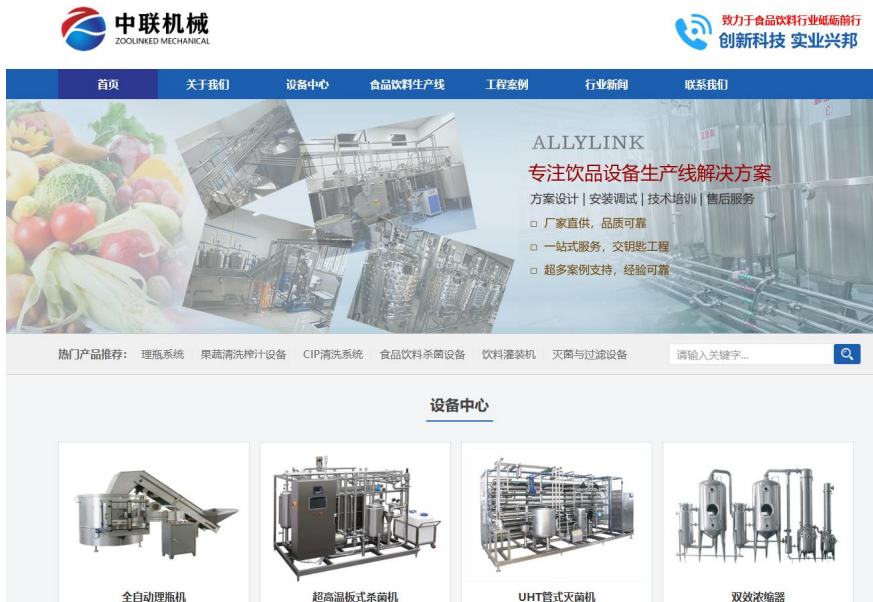 中联机械
ZOOLINKED MECHANICAL
致力于食品饮料行业砥砺前行
创新科技 实业兴邦
首页 关于我们 设备中心 食品饮料生产线 工程案例 行业新闻 联系我们
ALLYLINK
专注饮品设备生产线解决方案
方案设计 | 安装调试 | 技术培训 | 售后服务
厂家直供，品质可靠
一站式服务，交钥匙工程
超多案例支持，经验可靠
热门产品推荐： 理瓶系统 果蔬清洗榨汁设备 CIP清洗系统 食品饮料杀菌设备 饮料灌装机 灭菌与过滤设备 请输入关键字...
设备中心
全自动理瓶机 超高温板式杀菌机 UHT管式灭菌机 双效浓缩器